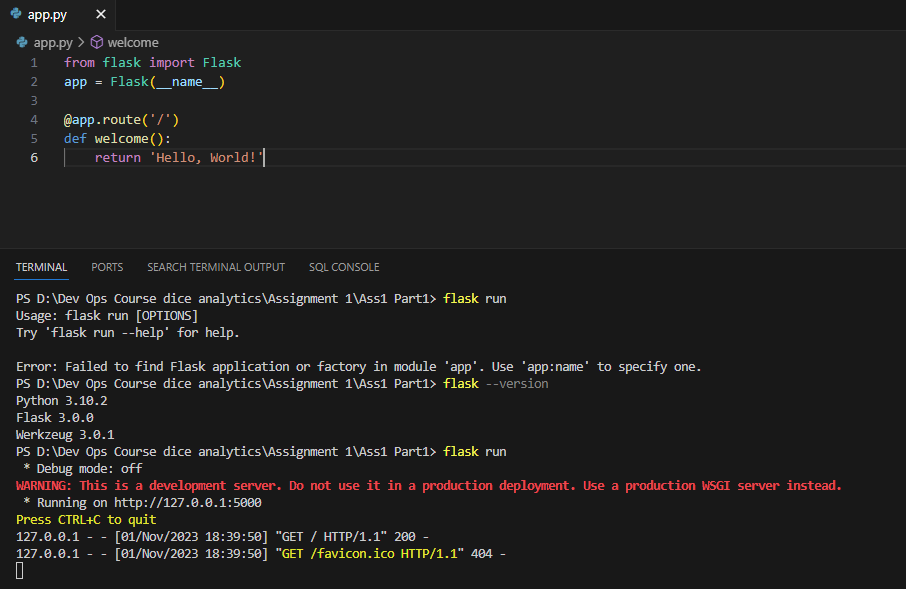 app.py
app.py > welcome
1 from flask import Flask
2 app = Flask(__name__)
3
4 @app.route('/')
5 def welcome():
6     return 'Hello, World!'
TERMINAL PORTS SEARCH TERMINAL OUTPUT SQL CONSOLE
PS D:\Dev Ops Course dice analytics\Assignment 1\Ass1 Part1> flask run
Usage: flask run [OPTIONS]
Try 'flask run --help' for help.

Error: Failed to find Flask application or factory in module 'app'. Use 'app:name' to specify one.
PS D:\Dev Ops Course dice analytics\Assignment 1\Ass1 Part1> flask --version
Python 3.10.2
Flask 3.0.0
Werkzeug 3.0.1
PS D:\Dev Ops Course dice analytics\Assignment 1\Ass1 Part1> flask run
 * Debug mode: off
WARNING: This is a development server. Do not use it in a production deployment. Use a production WSGI server instead.
 * Running on http://127.0.0.1:5000
Press CTRL+C to quit
127.0.0.1 - - [01/Nov/2023 18:39:50] "GET / HTTP/1.1" 200 -
127.0.0.1 - - [01/Nov/2023 18:39:50] "GET /favicon.ico HTTP/1.1" 404 -